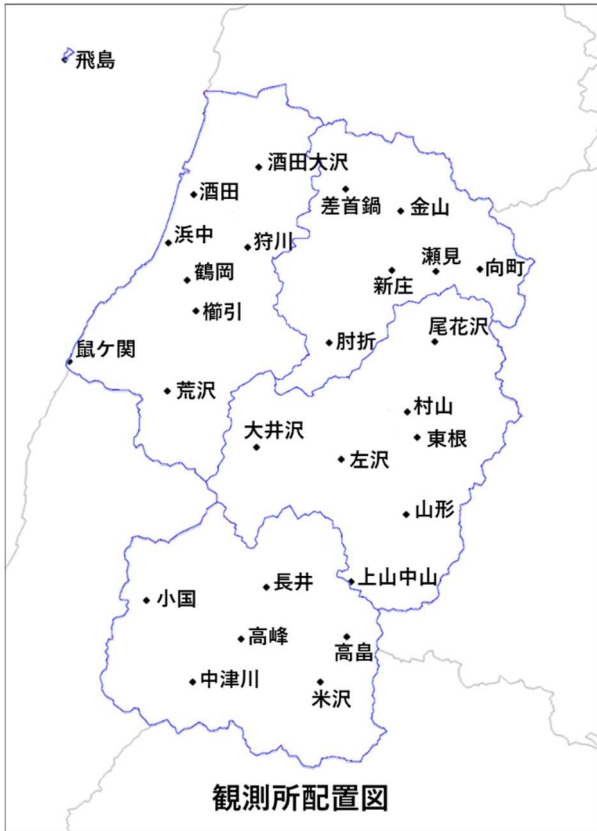 飛島
酒田大沢
差首鍋
酒田
金山
浜中
狩川
瀬見
向町
鶴岡
新庄
櫛引
尾花沢
肘折
鼠ケ関
荒沢
村山
大井沢
東根
左沢
山形
上山中山
長井
小国
高峰
高畠
中津川
米沢
観測所配置図